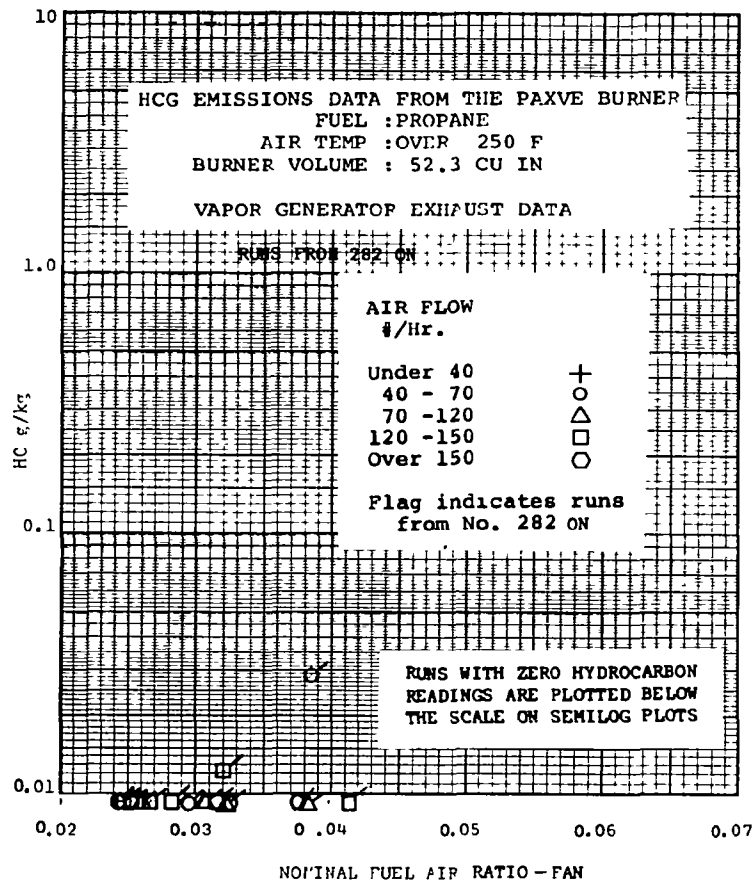 10
HCG EMISSIONS DATA FROM THE PAXVE BURNER
FUEL :PROPANE
AIR TEMP :OVER 250 F
BURNER VOLUME : 52.3 CU IN
VAPOR GENERATOR EXHAUST DATA
RUNS FROM 282 ON
1.0
AIR FLOW
#/Hr.
Under 40
40 - 70
70 -120
120 -150
Over 150
Flag indicates runs
from No. 282 ON
HC g/kg
0.1
RUNS WITH ZERO HYDROCARBON
READINGS ARE PLOTTED BELOW
THE SCALE ON SEMILOG PLOTS
0.01
0.02 0.03 0.04 0.05 0.06 0.07
NOMINAL FUEL AIR RATIO - FAN